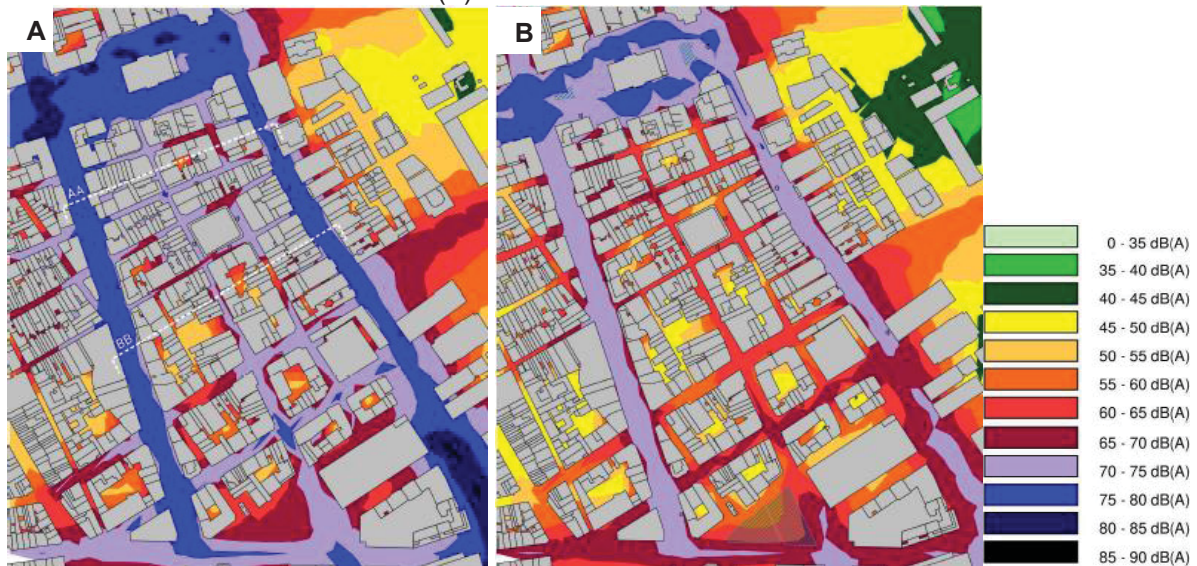 A
B
AA
BB
0 - 35 dB(A)
35 - 40 dB(A)
40 - 45 dB(A)
45 - 50 dB(A)
50 - 55 dB(A)
55 - 60 dB(A)
60 - 65 dB(A)
65 - 70 dB(A)
70 - 75 dB(A)
75 - 80 dB(A)
80 - 85 dB(A)
85 - 90 dB(A)